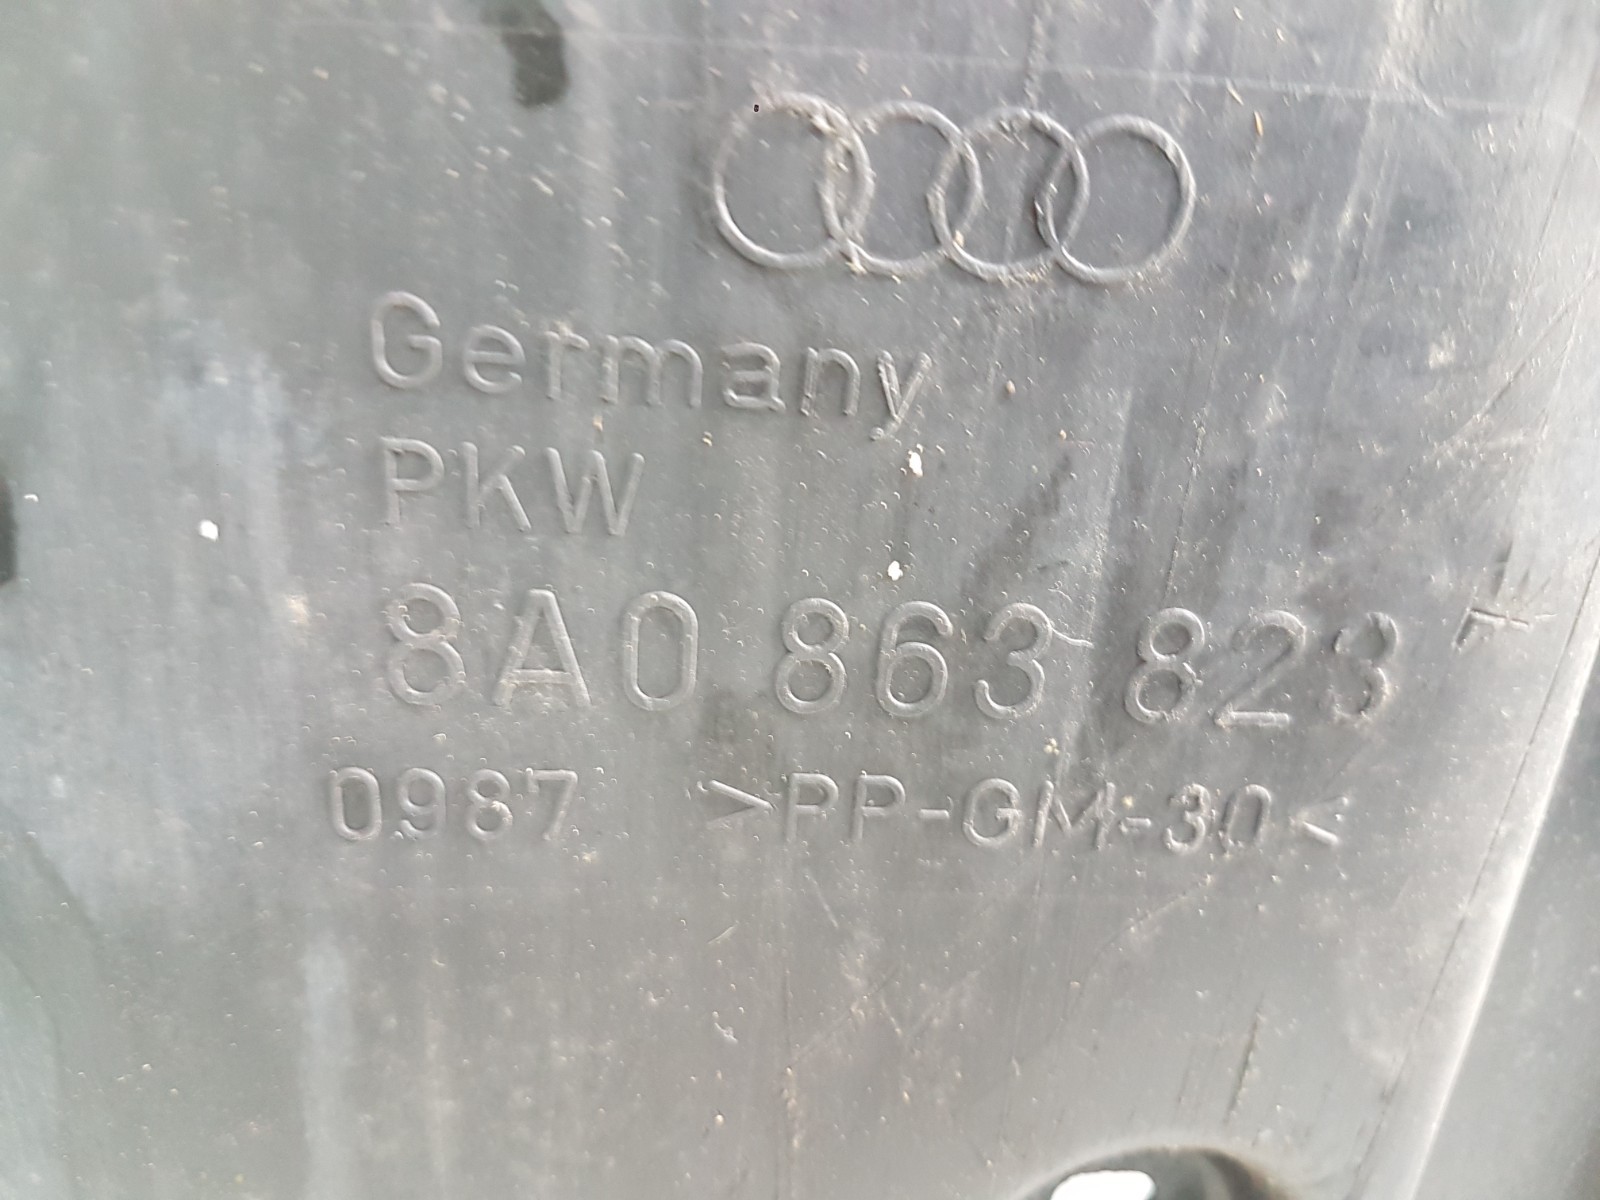 Germany
PKW
8A0 863 823
0987 >PP-GM-30<